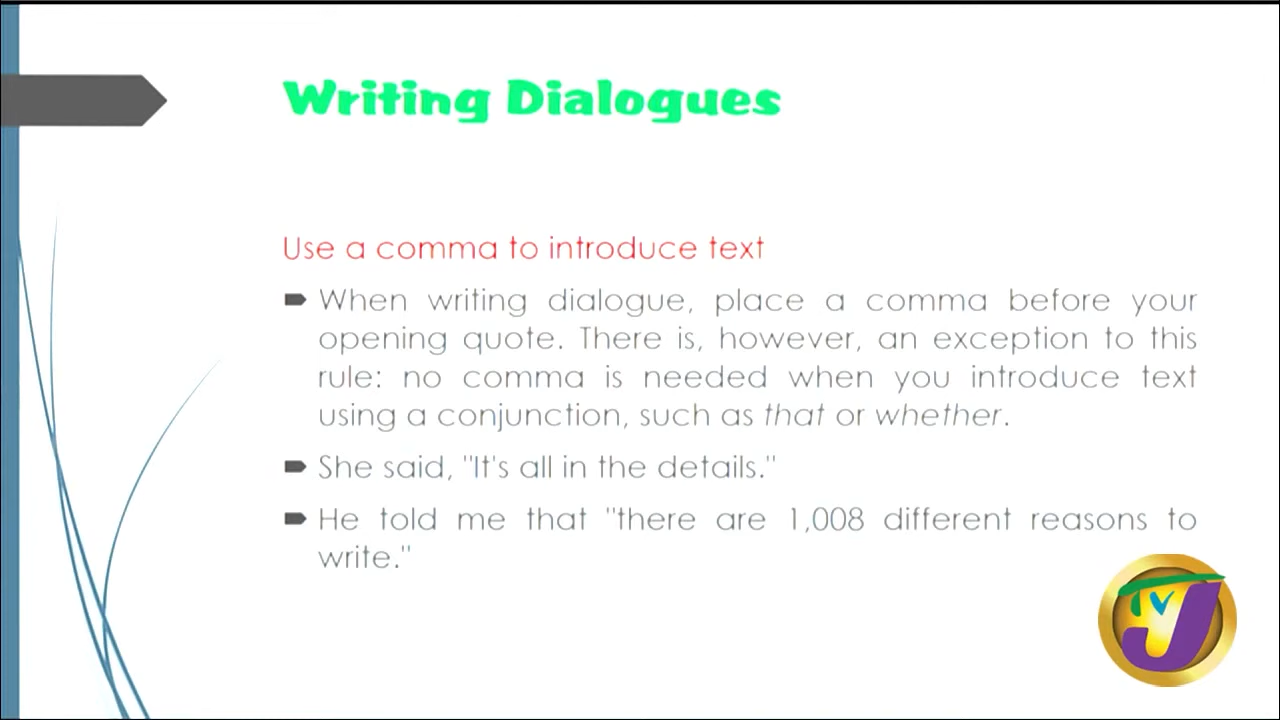 Writing Dialogues
Use a comma to introduce text
When writing dialogue, place a comma before your
opening quote. There is, however, an exception to this
rule: no comma is needed when you introduce text
using a conjunction, such as that or whether.
She said, "It's all in the details."
He told me that "there are 1,008 different reasons to
write."
TVJ